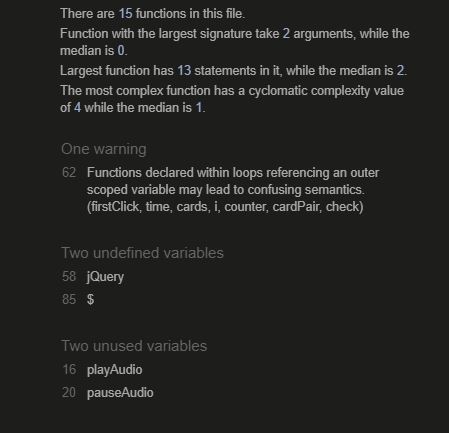 There are 15 functions in this file.
Function with the largest signature take 2 arguments, while the
median is 0.
Largest function has 13 statements in it, while the median is 2.
The most complex function has a cyclomatic complexity value
of 4 while the median is 1.
One warning
62 Functions declared within loops referencing an outer
scoped variable may lead to confusing semantics.
(firstClick, time, cards, i, counter, cardPair, check)
Two undefined variables
58 jQuery
85 $
Two unused variables
16 playAudio
20 pauseAudio